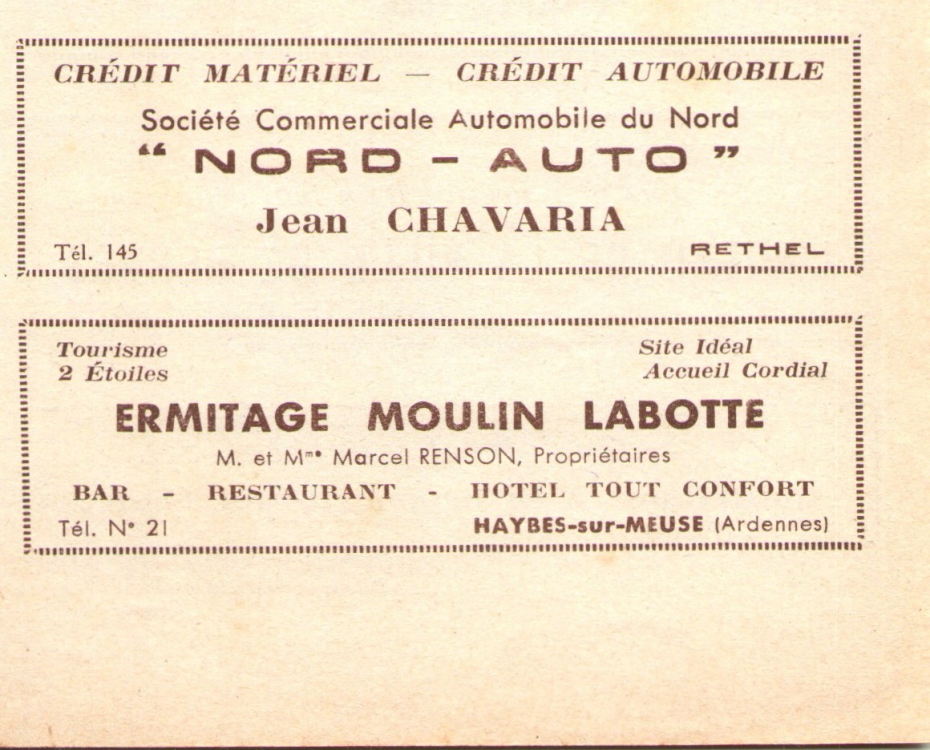 CRÉDIT MATÉRIEL — CRÉDIT AUTOMOBILE
Société Commerciale Automobile du Nord
“ NORD - AUTO ”
Jean CHAVARIA
Tél. 145 RETHEL
Tourisme Site Idéal
2 Étoiles Accueil Cordial
ERMITAGE MOULIN LABOTTE
M. et Mme Marcel RENSON, Propriétaires
BAR - RESTAURANT - HOTEL TOUT CONFORT
Tél. N° 21 HAYBES-sur-MEUSE (Ardennes)